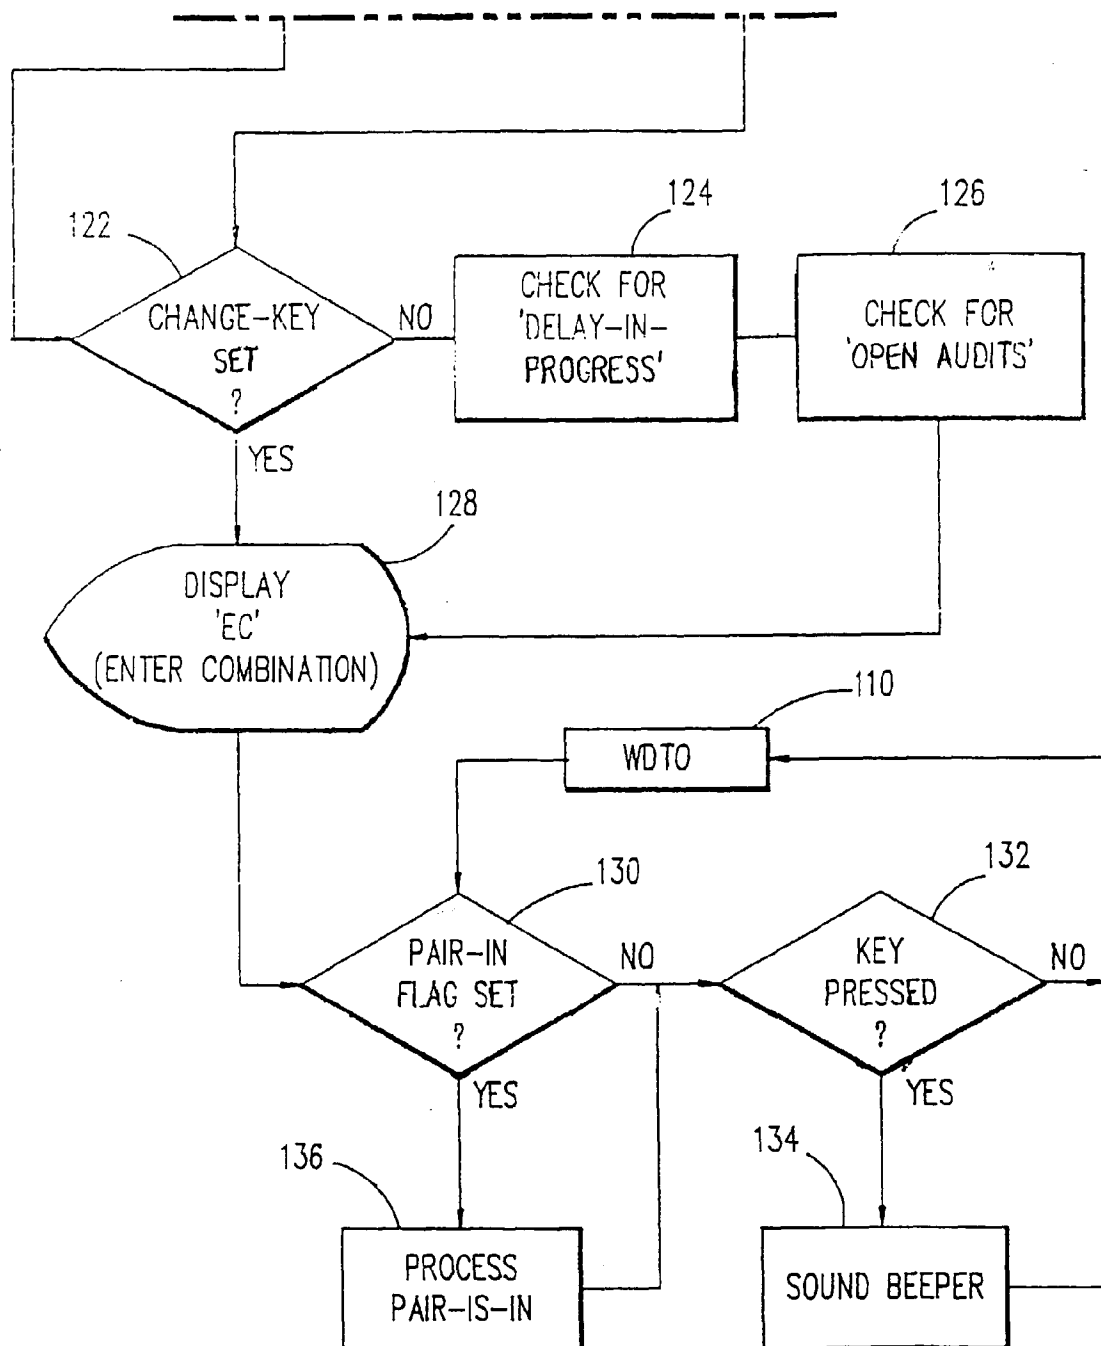 122
124
126
CHANGE-KEY
SET
?
NO
CHECK FOR
'DELAY-IN-
PROGRESS'
CHECK FOR
'OPEN AUDITS'
YES
128
DISPLAY
'EC'
(ENTER COMBINATION)
110
WDTO
130
132
PAIR-IN
FLAG SET
?
NO
KEY
PRESSED
?
NO
YES
YES
136
134
PROCESS
PAIR-IS-IN
SOUND BEEPER